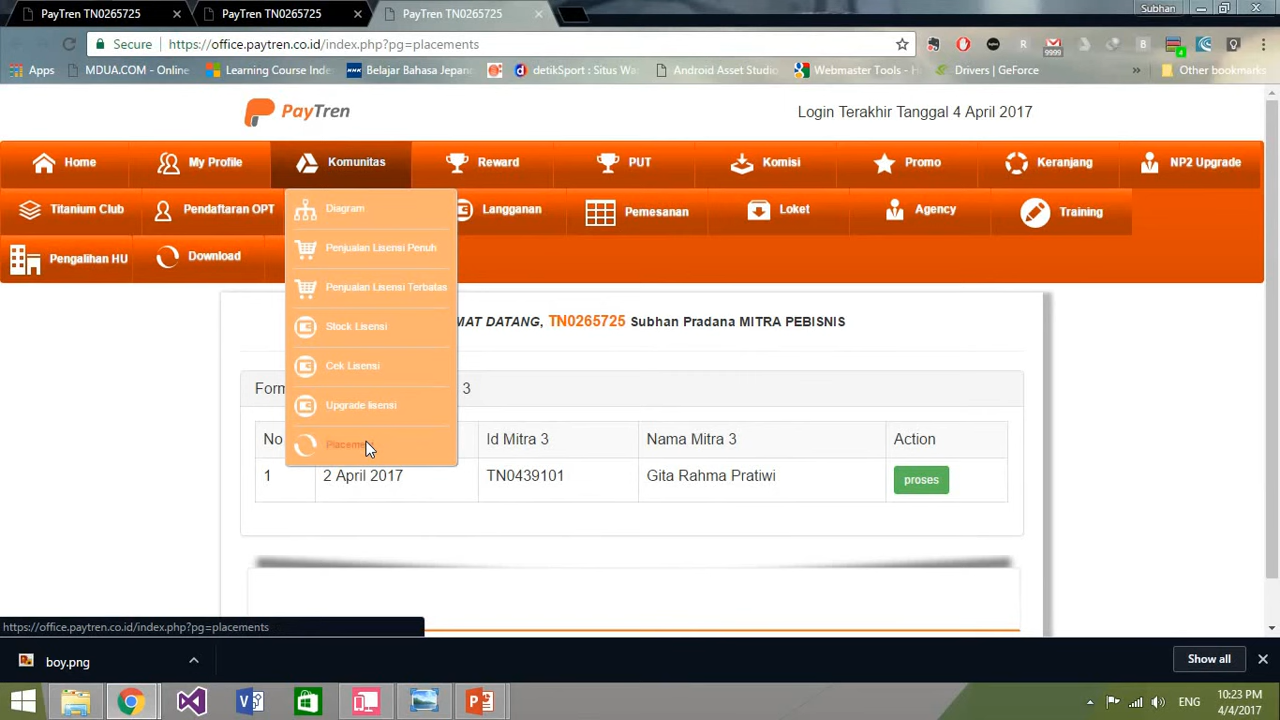 PayTren TN0265725
PayTren TN0265725
PayTren TN0265725
Subhan
Secure
https://office.paytren.co.id/index.php?pg=placements
9999
4
Apps
MDUA.COM - Online
Learning Course Inde
NHK
Belajar Bahasa Jepang
detikSport : Situs Wa
Android Asset Studio
Webmaster Tools - H
Drivers | GeForce
Other bookmarks
PayTren
Login Terakhir Tanggal 4 April 2017
Home
My Profile
Komunitas
Reward
PUT
Komisi
Promo
Keranjang
NP2 Upgrade
Titanium Club
Pendaftaran OPT
Langganan
Pemesanan
Loket
Agency
Training
Pengalihan HU
Download
Diagram
Penjualan Lisensi Penuh
Penjualan Lisensi Terbatas
Stock Lisensi
Cek Lisensi
Upgrade lisensi
Placement
MAT DATANG, TN0265725 Subhan Pradana MITRA PEBISNIS
Form
3
No
Id Mitra 3
Nama Mitra 3
Action
1
2 April 2017
TN0439101
Gita Rahma Pratiwi
proses
https://office.paytren.co.id/index.php?pg=placements
boy.png
Show all
ENG
10:23 PM
4/4/2017